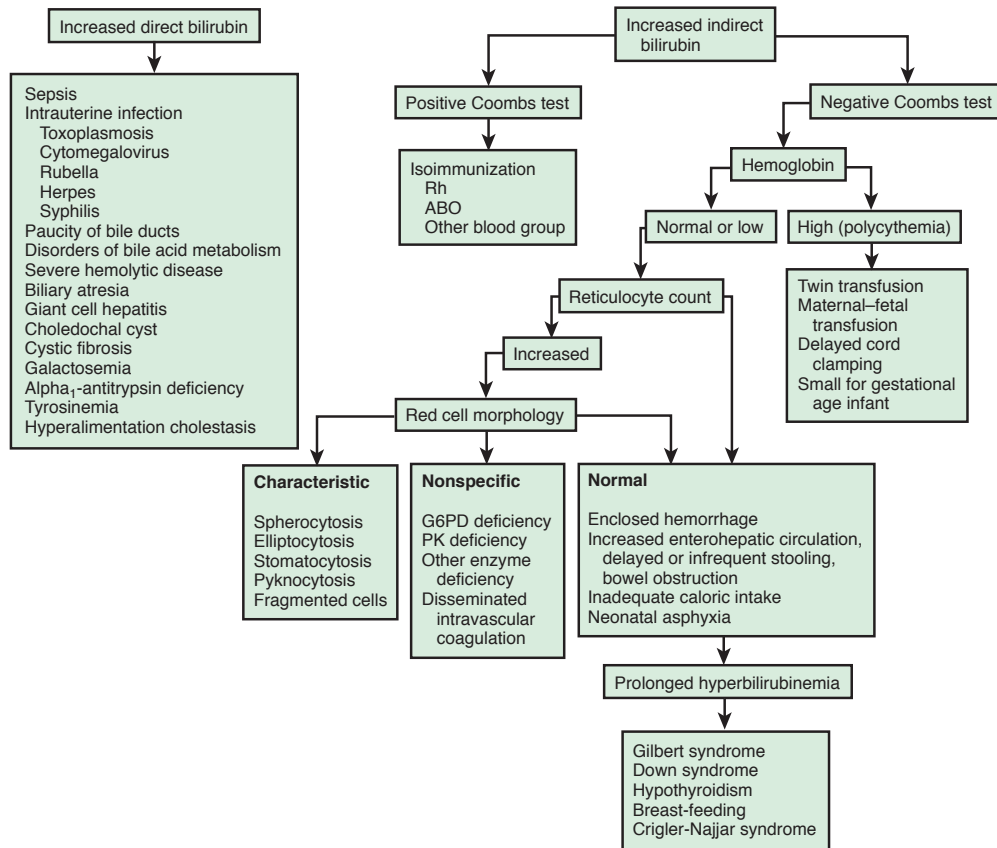 Increased direct bilirubin
Sepsis
Intrauterine infection
Toxoplasmosis
Cytomegalovirus
Rubella
Herpes
Syphilis
Paucity of bile ducts
Disorders of bile acid metabolism
Severe hemolytic disease
Biliary atresia
Giant cell hepatitis
Choledochal cyst
Cystic fibrosis
Galactosemia
Alpha₁-antitrypsin deficiency
Tyrosinemia
Hyperalimentation cholestasis
Increased indirect
bilirubin
Positive Coombs test
Isoimmunization
Rh
ABO
Other blood group
Negative Coombs test
Hemoglobin
Normal or low
High (polycythemia)
Twin transfusion
Maternal–fetal
transfusion
Delayed cord
clamping
Small for gestational
age infant
Reticulocyte count
Increased
Red cell morphology
Characteristic
Spherocytosis
Elliptocytosis
Stomatocytosis
Pyknocytosis
Fragmented cells
Nonspecific
G6PD deficiency
PK deficiency
Other enzyme
deficiency
Disseminated
intravascular
coagulation
Normal
Enclosed hemorrhage
Increased enterohepatic circulation,
delayed or infrequent stooling,
bowel obstruction
Inadequate caloric intake
Neonatal asphyxia
Prolonged hyperbilirubinemia
Gilbert syndrome
Down syndrome
Hypothyroidism
Breast-feeding
Crigler-Najjar syndrome